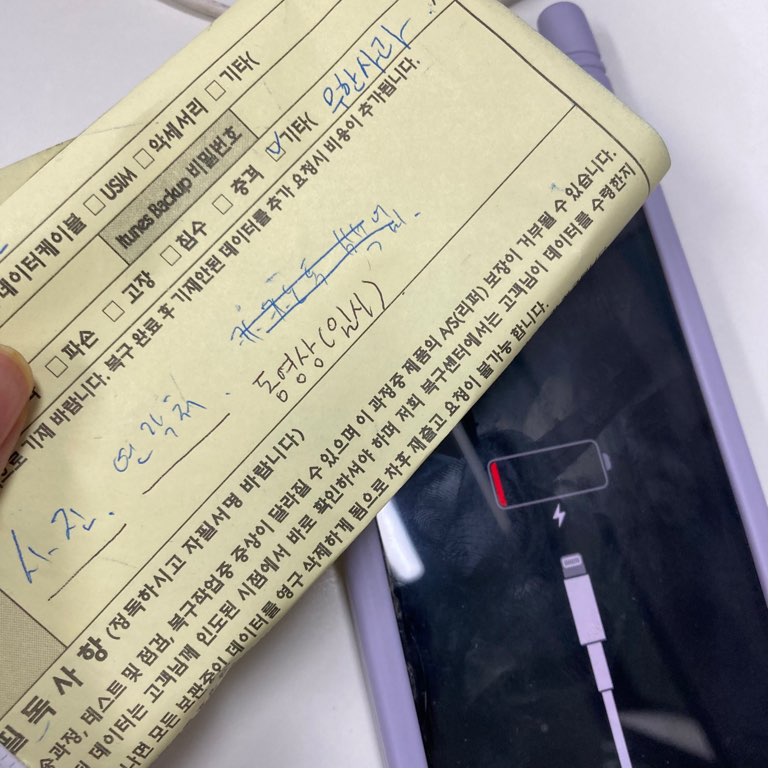 데이터케이블 □ USIM □ 악세서리 □ 기타(
Itunes Backup 비밀번호
□ 파손 □ 고장 □ 침수 □ 충격 ☑ 기타(
으로 기재 바랍니다. 복구 완료 후 기재안된 데이터를 추가 요청시 비용이 추가됩니다.
사진. 연락처. 동영상(입시)
필독사항 (정독하시고 자필서명 바랍니다)
송과정, 테스트 및 점검, 복구작업중 증상이 달라질 수 있으며 이 과정중 제품의 A/S(리퍼) 보장이 거부될 수 있습니다.
된 데이터는 고객님께 인도된 시점에서 바로 확인하셔야 하며 저희 복구센터에서는 고객님이 데이터를 수령한지
나면 모든 보관중인 데이터를 영구 삭제하게 됨으로 차후 재출고 요청이 불가능 합니다.